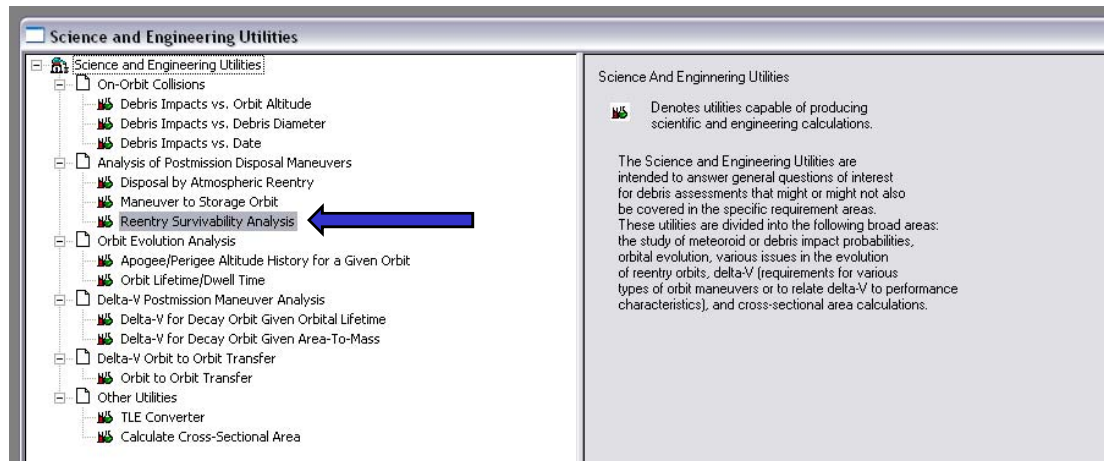 Science and Engineering Utilities
Science and Engineering Utilities
On-Orbit Collisions
Debris Impacts vs. Orbit Altitude
Debris Impacts vs. Debris Diameter
Debris Impacts vs. Date
Analysis of Postmission Disposal Maneuvers
Disposal by Atmospheric Reentry
Maneuver to Storage Orbit
Reentry Survivability Analysis
Orbit Evolution Analysis
Apogee/Perigee Altitude History for a Given Orbit
Orbit Lifetime/Dwell Time
Delta-V Postmission Maneuver Analysis
Delta-V for Decay Orbit Given Orbital Lifetime
Delta-V for Decay Orbit Given Area-To-Mass
Delta-V Orbit to Orbit Transfer
Orbit to Orbit Transfer
Other Utilities
TLE Converter
Calculate Cross-Sectional Area
Science And Enginnering Utilities
Denotes utilities capable of producing
scientific and engineering calculations.
The Science and Engineering Utilities are
intended to answer general questions of interest
for debris assessments that might or might not also
be covered in the specific requirement areas.
These utilities are divided into the following broad areas:
the study of meteoroid or debris impact probabilities,
orbital evolution, various issues in the evolution
of reentry orbits, delta-V (requirements for various
types of orbit maneuvers or to relate delta-V to performance
characteristics), and cross-sectional area calculations.